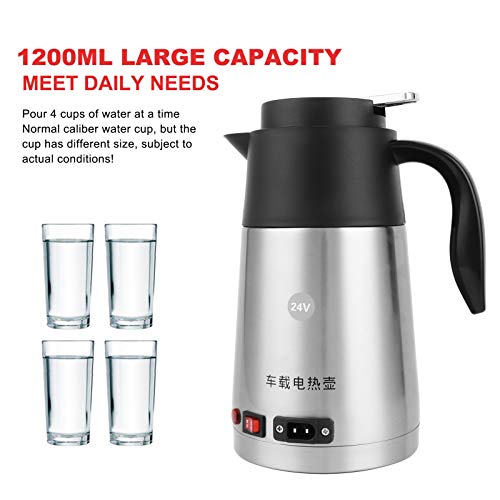 1200ML LARGE CAPACITY
MEET DAILY NEEDS
Pour 4 cups of water at a time
Normal caliber water cup, but the
cup has different size, subject to
actual conditions!
24V
车载电热壶